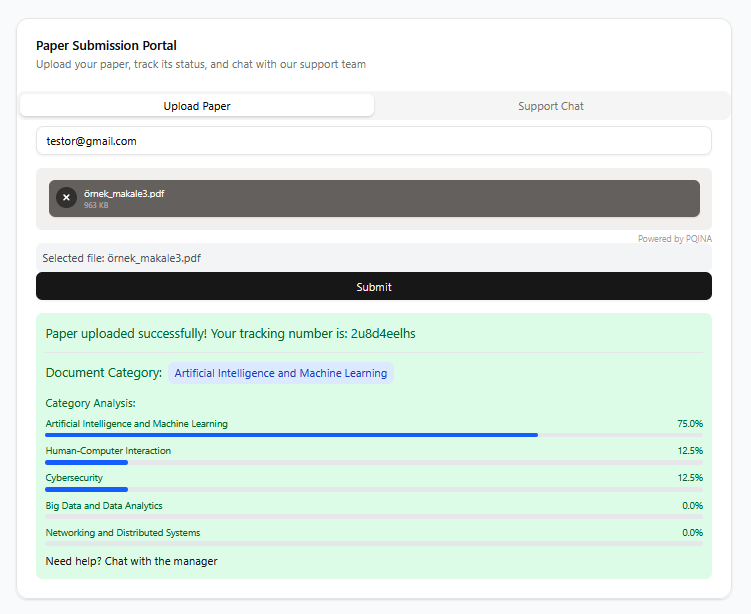 Paper Submission Portal
Upload your paper, track its status, and chat with our support team
Upload Paper Support Chat
testor@gmail.com
örnek_makale3.pdf
963 KB
Powered by PQINA
Selected file: örnek_makale3.pdf
Submit
Paper uploaded successfully! Your tracking number is: 2u8d4eelhs
Document Category: Artificial Intelligence and Machine Learning
Category Analysis:
Artificial Intelligence and Machine Learning 75.0%
Human-Computer Interaction 12.5%
Cybersecurity 12.5%
Big Data and Data Analytics 0.0%
Networking and Distributed Systems 0.0%
Need help? Chat with the manager